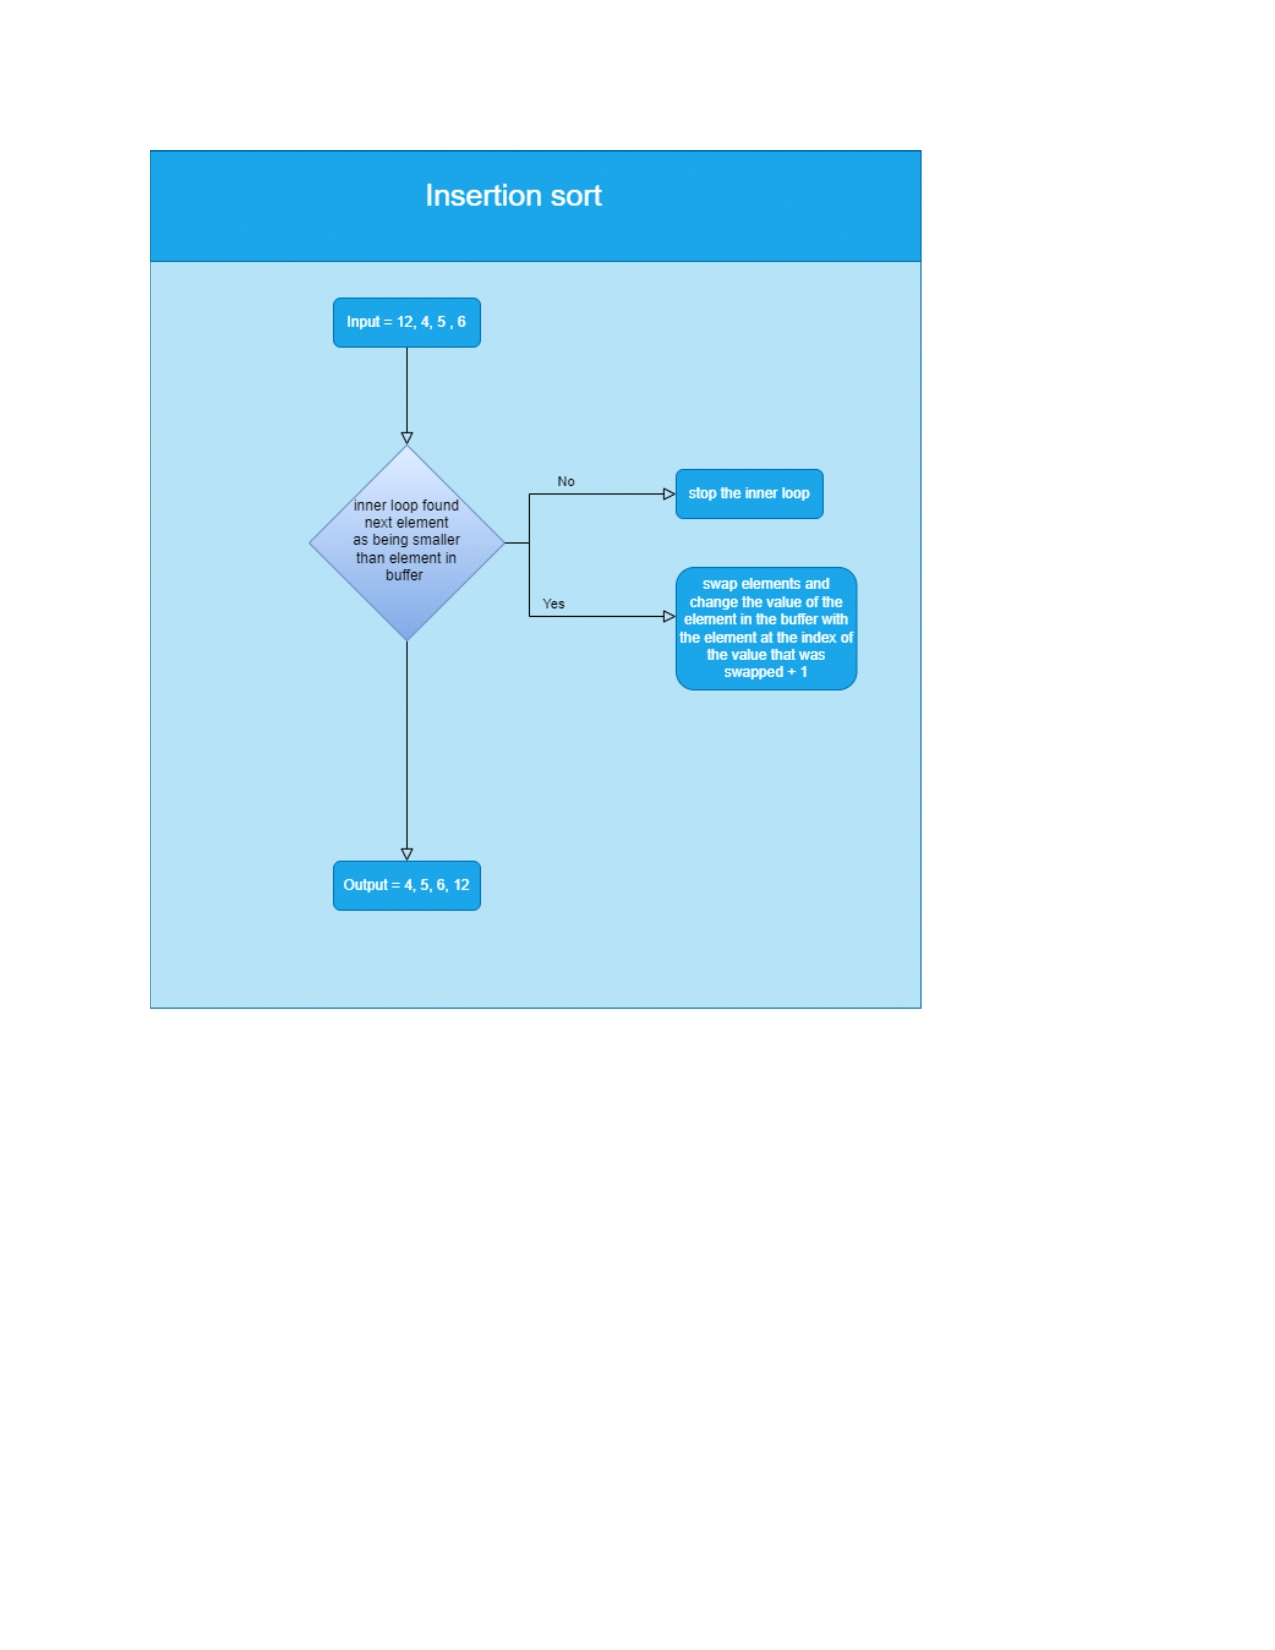 Insertion sort
Input = 12, 4, 5 , 6
inner loop found
next element
as being smaller
than element in
buffer
No
stop the inner loop
Yes
swap elements and
change the value of the
element in the buffer with
the element at the index of
the value that was
swapped + 1
Output = 4, 5, 6, 12